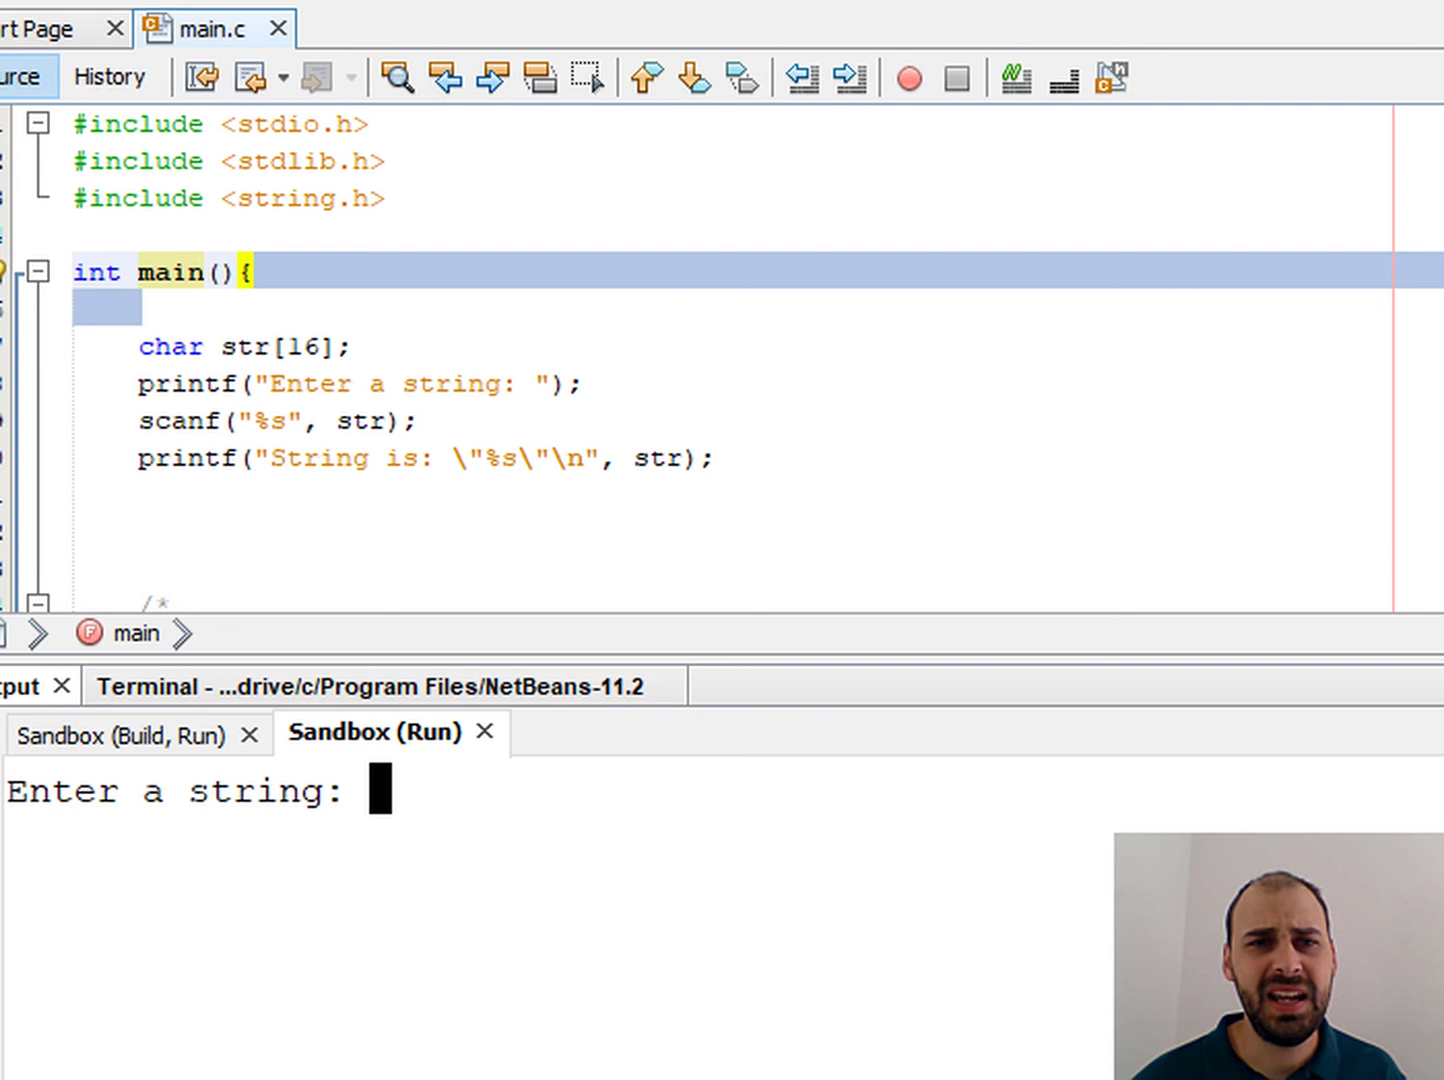 rt Page
main.c
urce
History
#include <stdio.h>
#include <stdlib.h>
#include <string.h>
int main(){
char str[16];
printf("Enter a string: ");
scanf("%s", str);
printf("String is: \"%s\"\n", str);
/*
main
put
Terminal - ...drive/c/Program Files/NetBeans-11.2
Sandbox (Build, Run)
Sandbox (Run)
Enter a string: